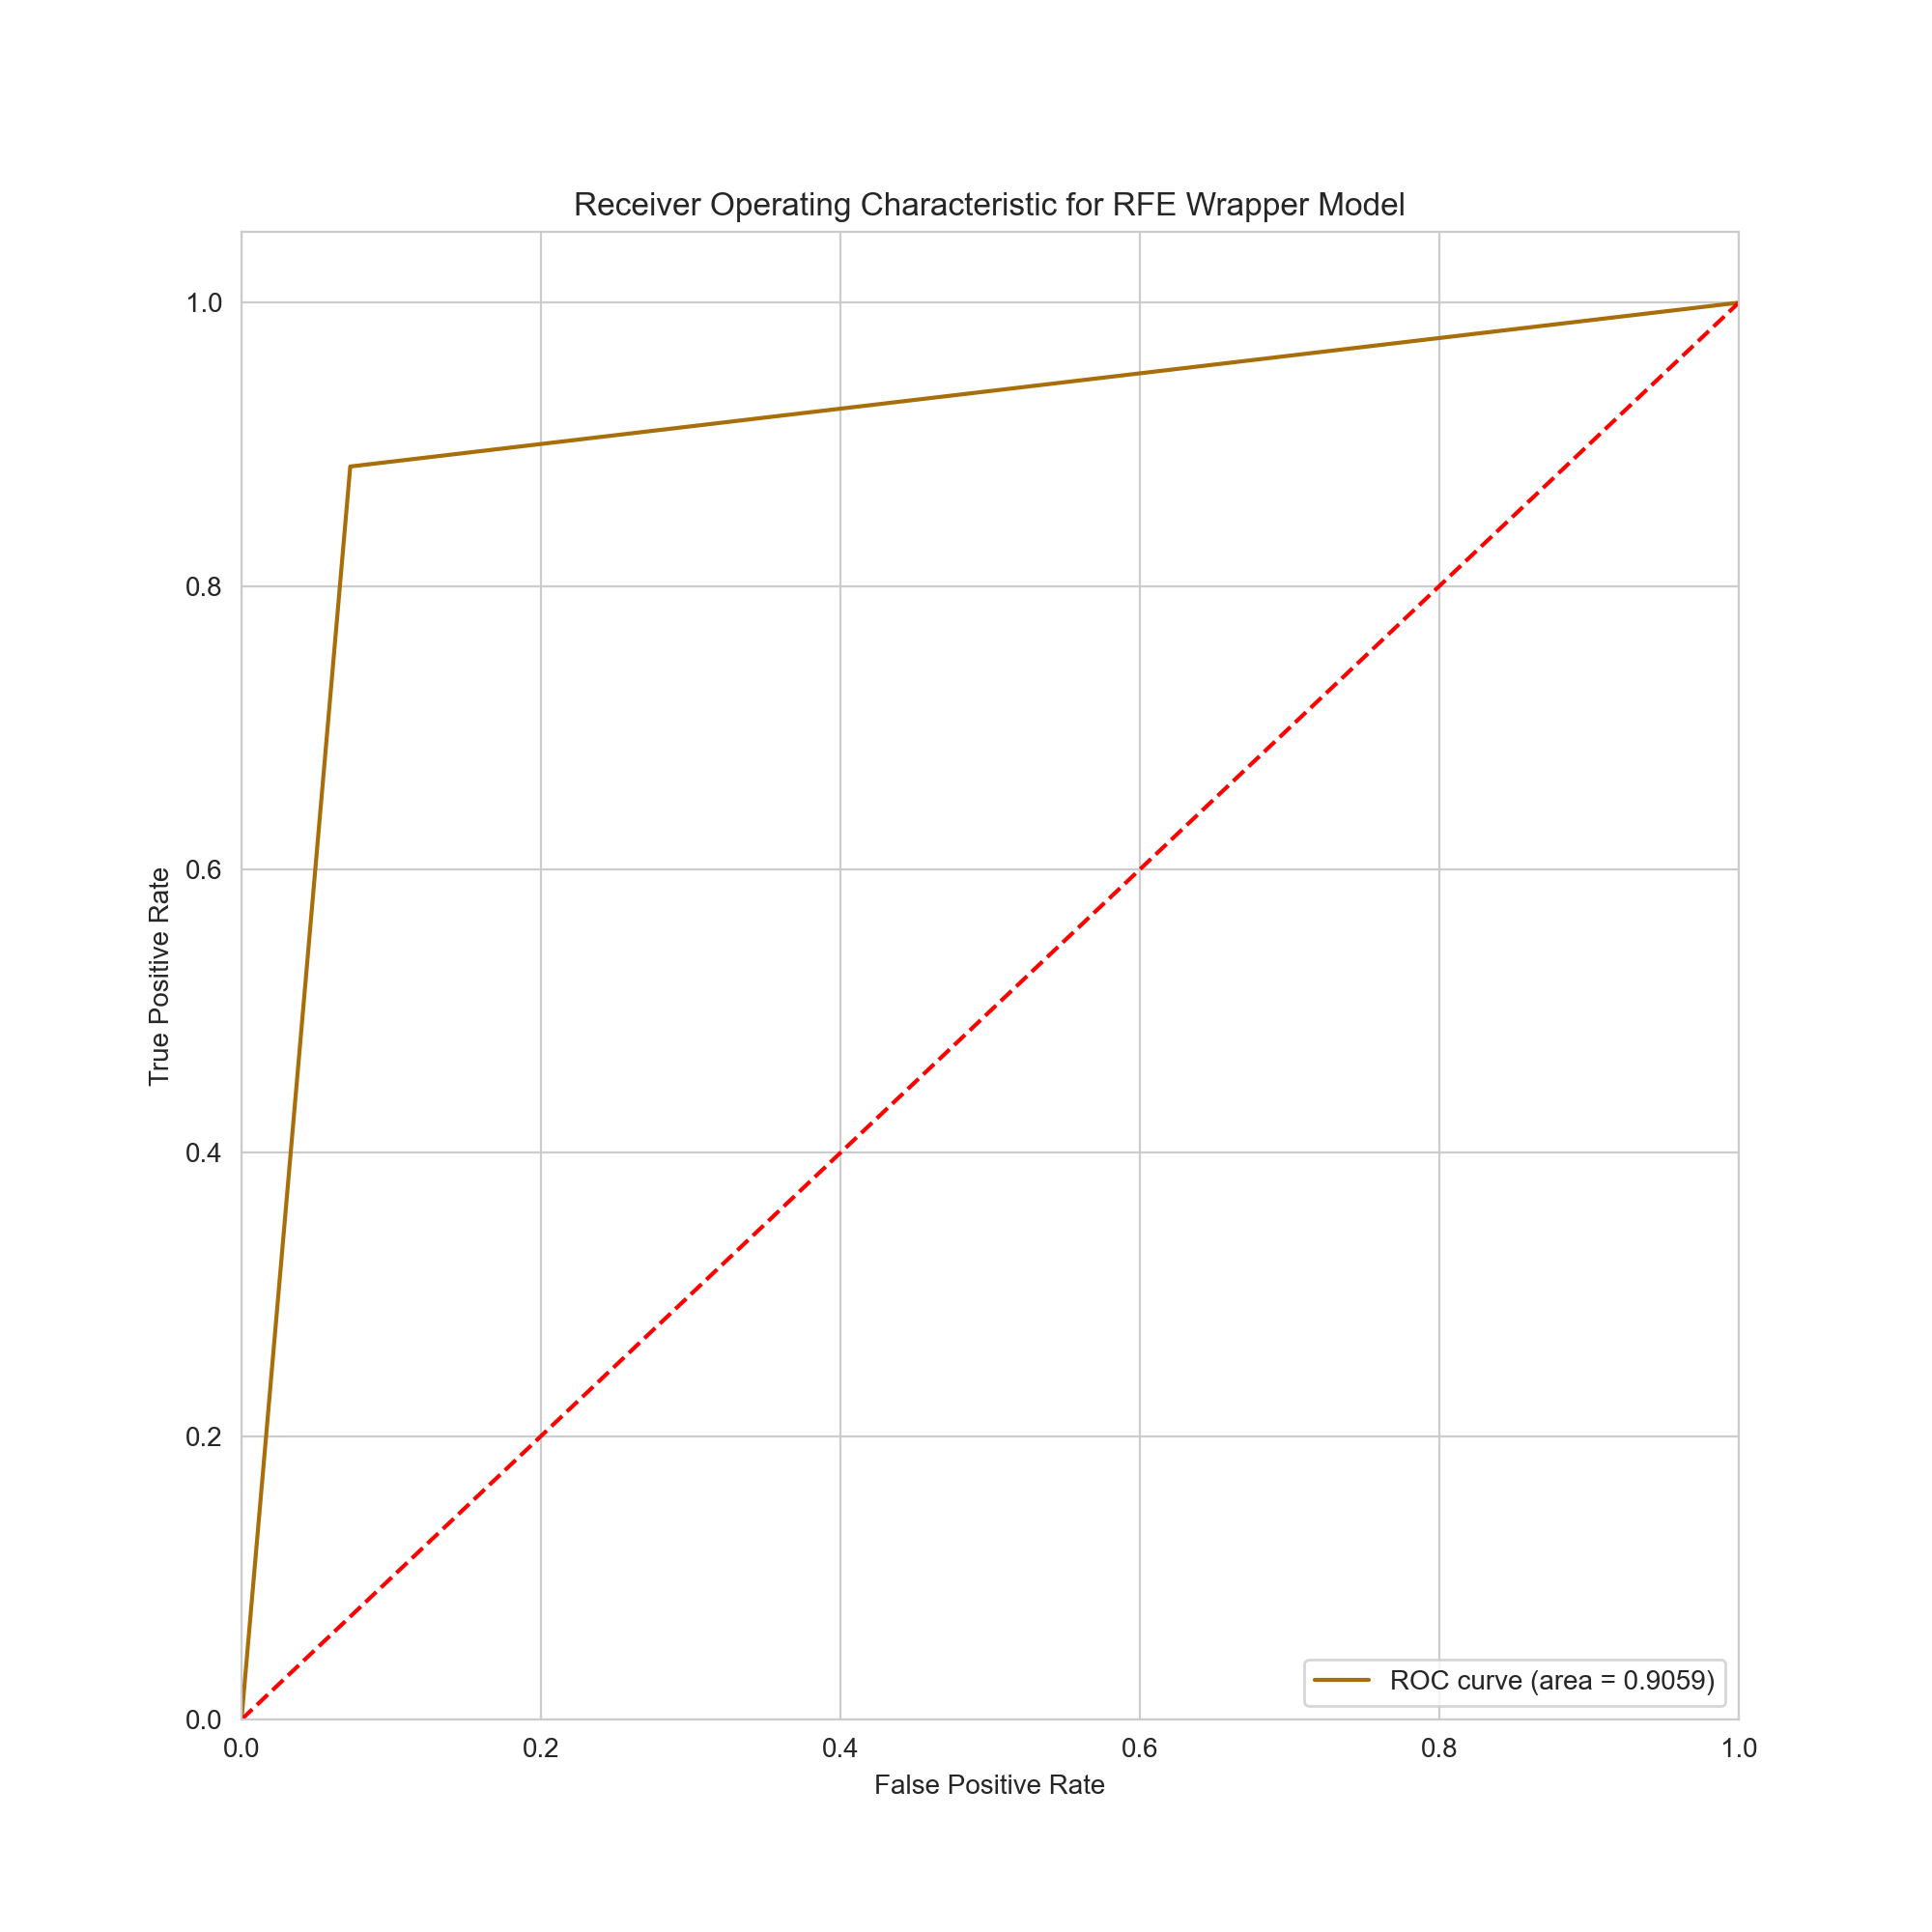 Receiver Operating Characteristic for RFE Wrapper Model
1.0
0.8
0.6
0.4
0.2
0.0
True Positive Rate
0.0 0.2 0.4 0.6 0.8 1.0
False Positive Rate
ROC curve (area = 0.9059)